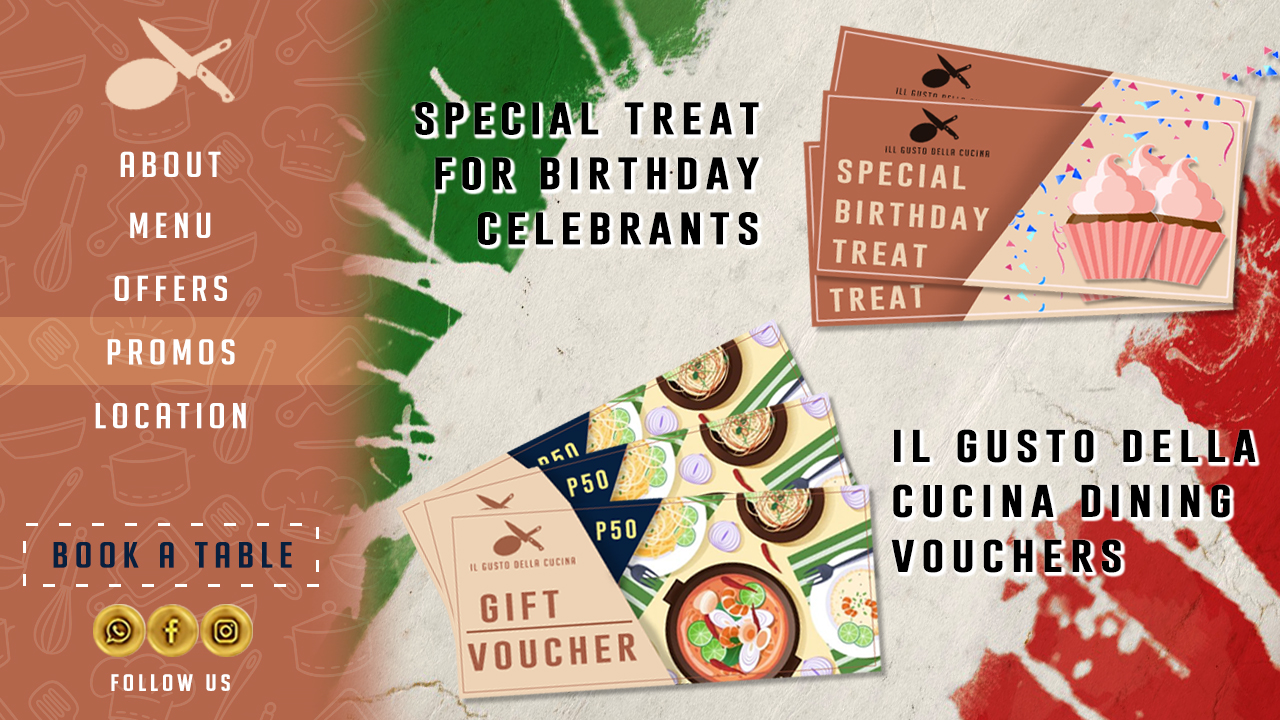 ABOUT
MENU
OFFERS
PROMOS
LOCATION
BOOK A TABLE
FOLLOW US
SPECIAL TREAT
FOR BIRTHDAY
CELEBRANTS
ILL GUSTO DELLA CUCINA
SPECIAL
BIRTHDAY
TREAT
TREAT
P50
P50
P50
IL GUSTO DELLA CUCINA
GIFT
VOUCHER
IL GUSTO DELLA
CUCINA DINING
VOUCHERS